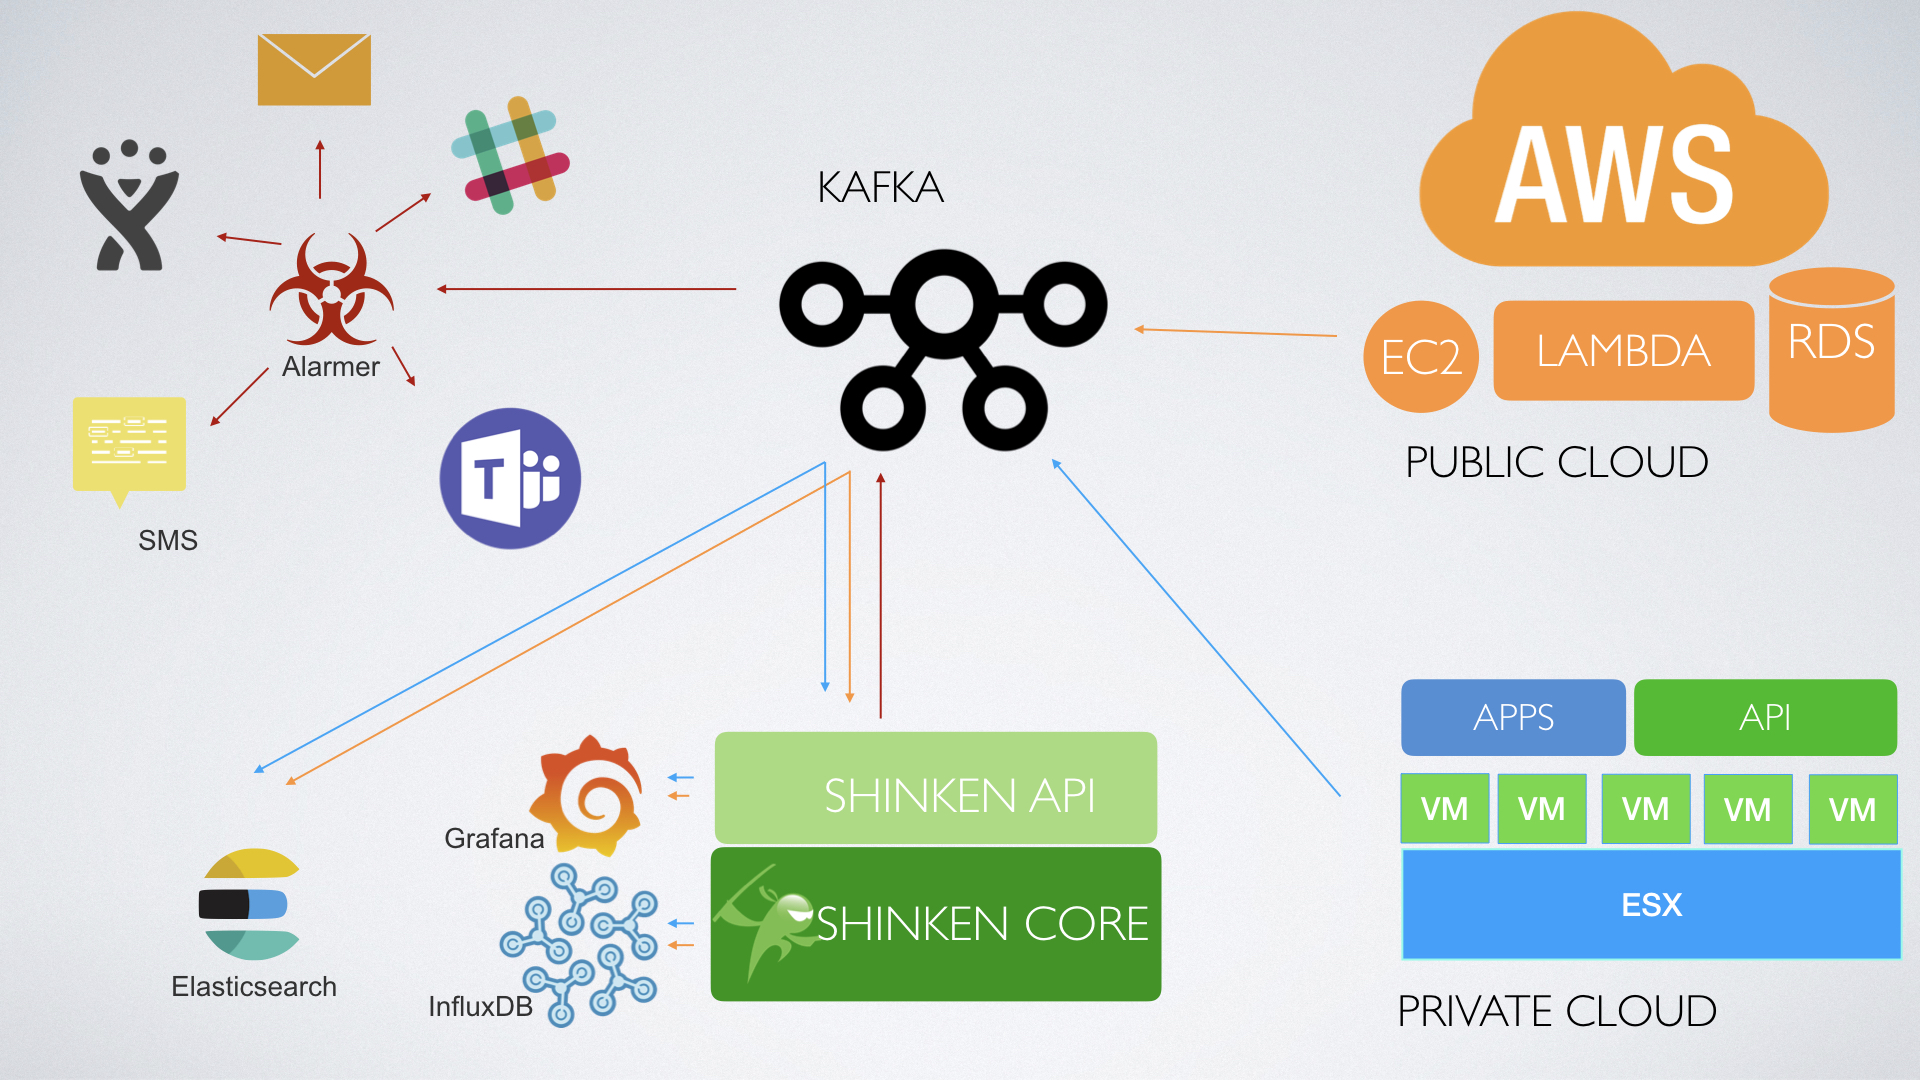 KAFKA
AWS
EC2
LAMBDA
RDS
PUBLIC CLOUD
Alarmer
SMS
T
APPS
API
VM VM VM VM VM
ESX
PRIVATE CLOUD
SHINKEN API
SHINKEN CORE
Grafana
InfluxDB
Elasticsearch